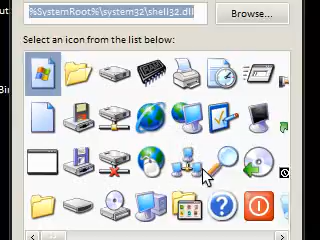 %SystemRoot%\system32\shell32.dll
Browse...
Select an icon from the list below: